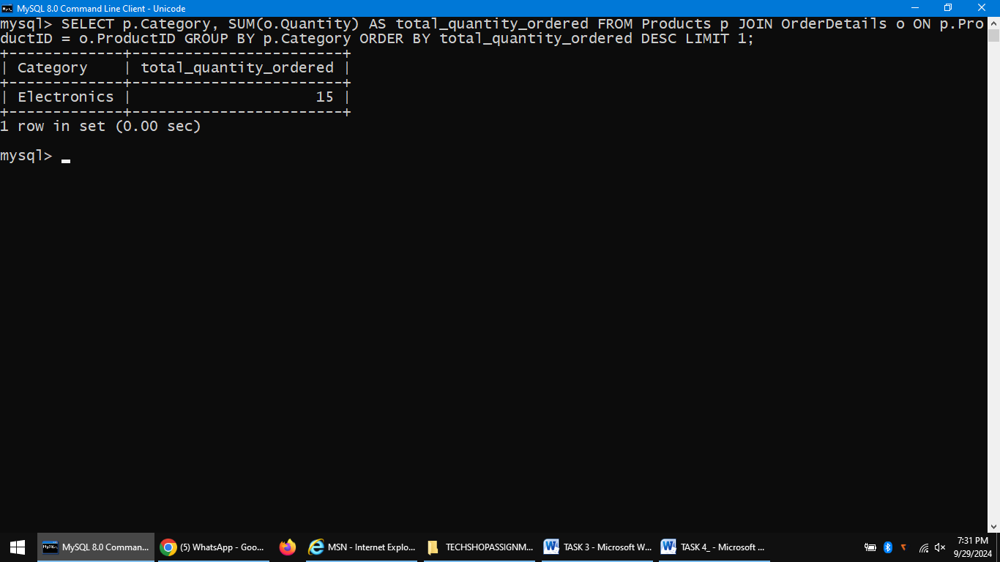 MySQL 8.0 Command Line Client - Unicode
mysql> SELECT p.Category, SUM(o.Quantity) AS total_quantity_ordered FROM Products p JOIN OrderDetails o ON p.Pro
ductID = o.ProductID GROUP BY p.Category ORDER BY total_quantity_ordered DESC LIMIT 1;
+-------------+------------------------+
| Category    | total_quantity_ordered |
+-------------+------------------------+
| Electronics |                     15 |
+-------------+------------------------+
1 row in set (0.00 sec)
mysql>
MySQL 8.0 Comman... (5) WhatsApp - Goo... MSN - Internet Explo... TECHSHOPASSIGNM... TASK 3 - Microsoft W... TASK 4_ - Microsoft ... 7:31 PM
9/29/2024